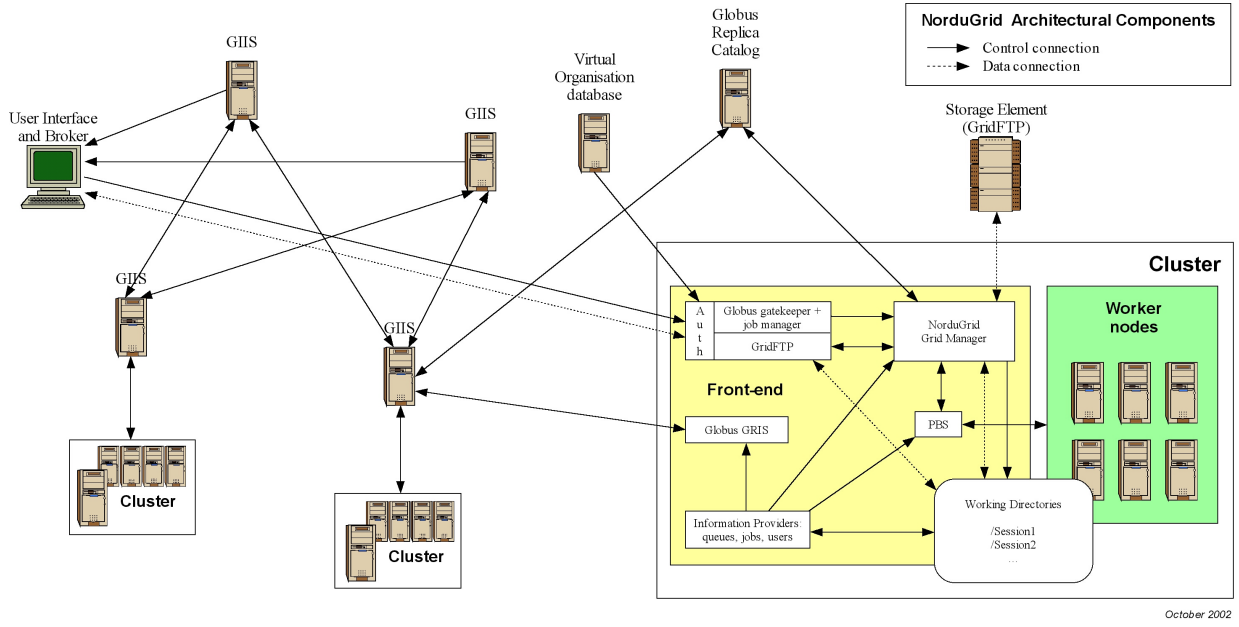 GIIS
Globus
Replica
Catalog
NorduGrid Architectural Components
Control connection
Data connection
Virtual
Organisation
database
User Interface
and Broker
GIIS
Storage Element
(GridFTP)
GIIS
GIIS
Cluster
Cluster
Cluster
Front-end
A
u
t
h
Globus gatekeeper +
job manager
GridFTP
NorduGrid
Grid Manager
Worker
nodes
Globus GRIS
PBS
Information Providers:
queues, jobs, users
Working Directories
/Session1
/Session2
...
October 2002